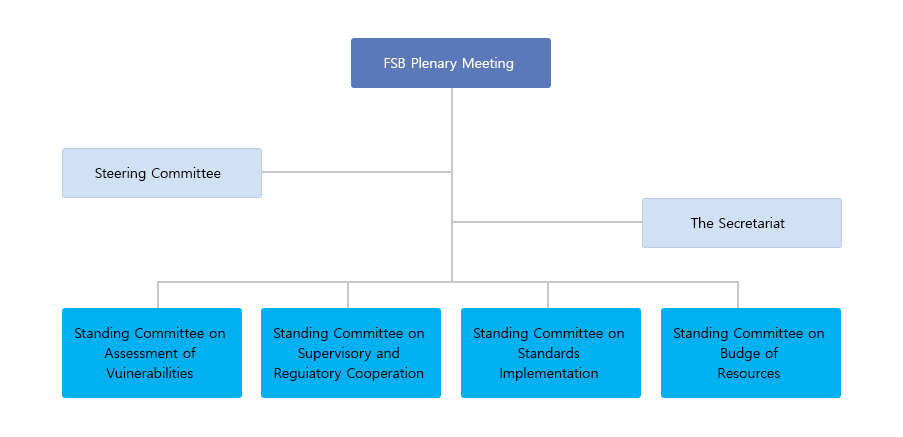 FSB Plenary Meeting
Steering Committee
The Secretariat
Standing Committee on
Assessment of
Vuinerabilities
Standing Committee on
Supervisory and
Reguiatory Cooperation
Standing Committee on
Standards
Implementation
Standing Committee on
Budge of
Resources